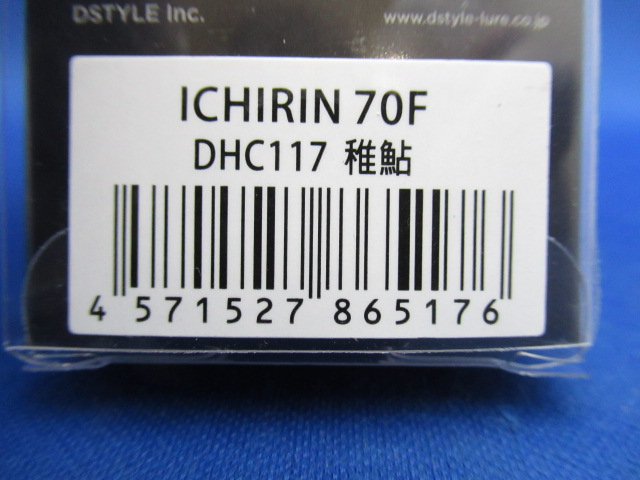 DSTYLE Inc.
www.dstyle-lure.co.jp
ICHIRIN 70F
DHC117 稚鮎
4 571527 865176